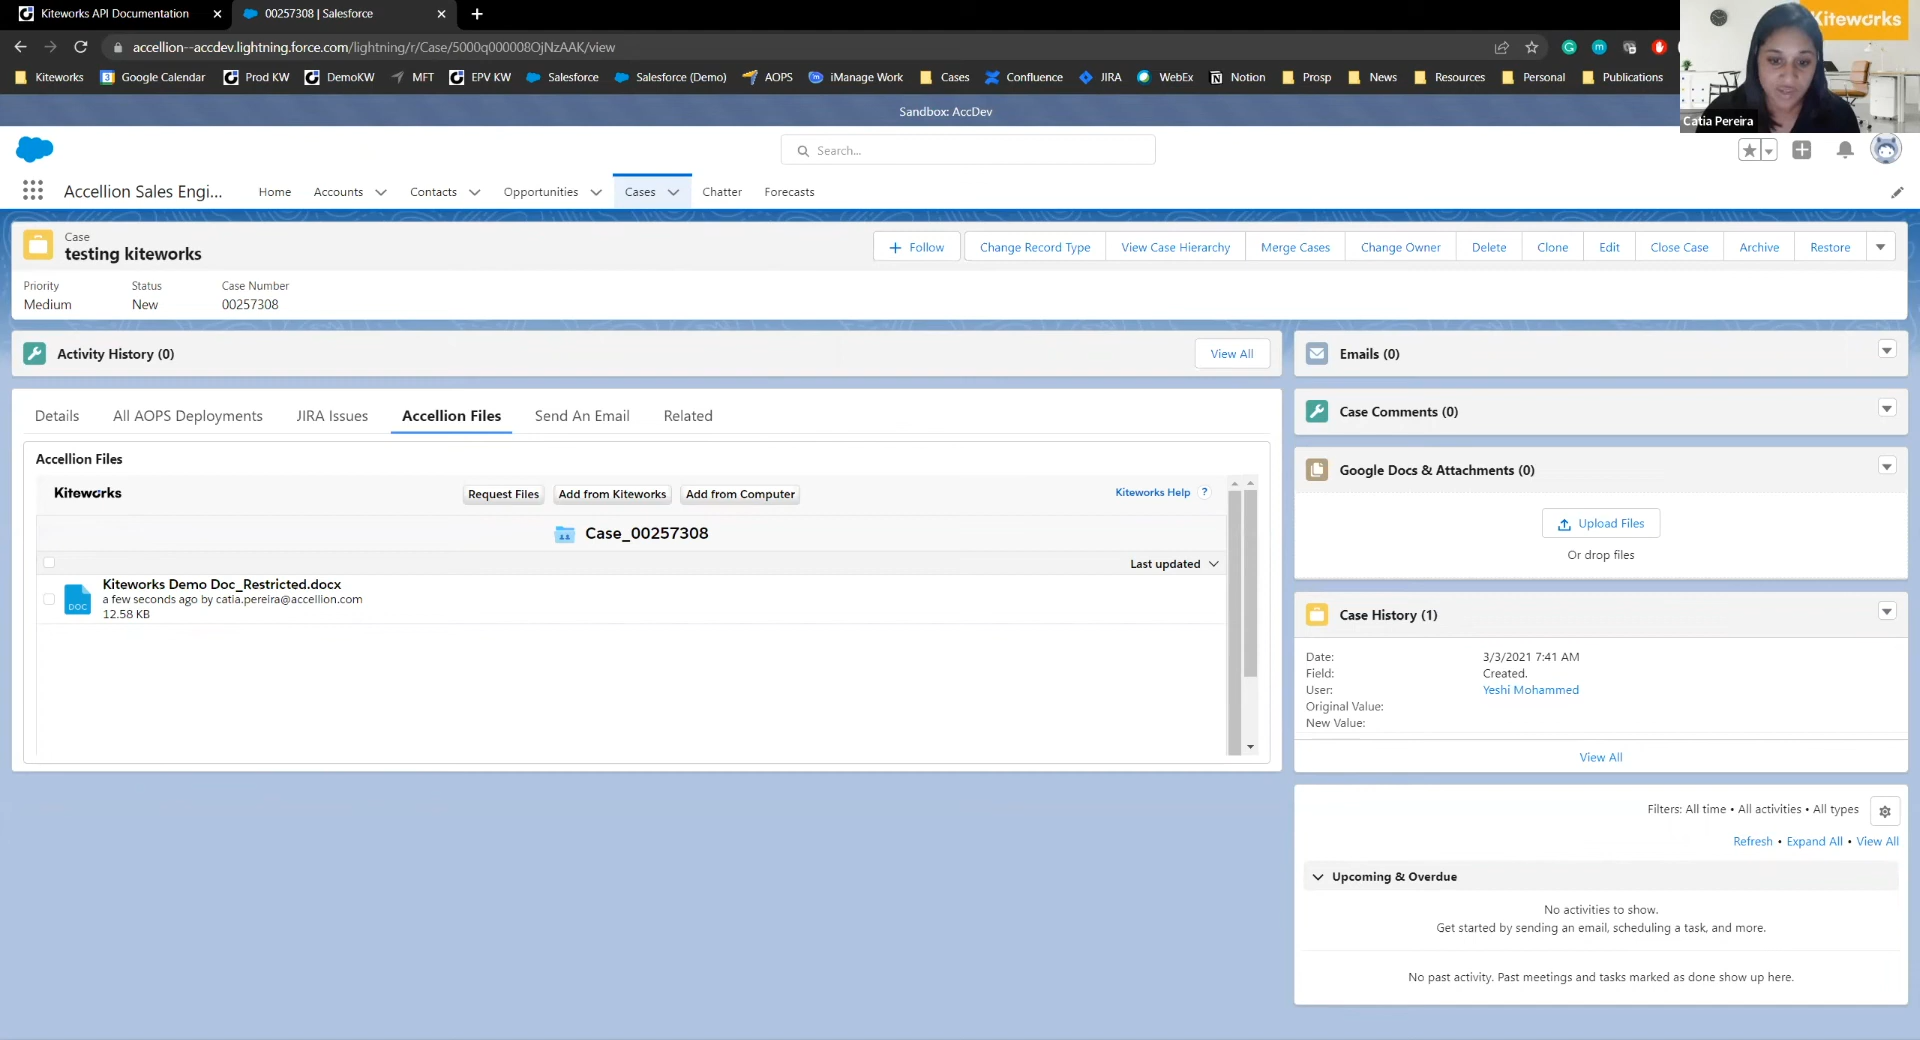 Kiteworks API Documentation
00257308 | Salesforce
accellion--accdev.lightning.force.com/lightning/r/Case/5000q000008OjNzAAK/view
Kiteworks
Google Calendar
Prod KW
DemoKW
MFT
EPV KW
Salesforce
Salesforce (Demo)
AOPS
iManage Work
Cases
Confluence
JIRA
WebEx
Notion
Prosp
News
Resources
Personal
Publications
Kiteworks
Catia Pereira
Sandbox: AccDev
Search...
Accellion Sales Engi...
Home
Accounts
Contacts
Opportunities
Cases
Chatter
Forecasts
Case
testing kiteworks
Follow
Change Record Type
View Case Hierarchy
Merge Cases
Change Owner
Delete
Clone
Edit
Close Case
Archive
Restore
Priority
Medium
Status
New
Case Number
00257308
Activity History (0)
View All
Details
All AOPS Deployments
JIRA Issues
Accellion Files
Send An Email
Related
Accellion Files
Kiteworks
Request Files
Add from Kiteworks
Add from Computer
Kiteworks Help ?
Case_00257308
Last updated
DOC
Kiteworks Demo Doc_Restricted.docx
a few seconds ago by catia.pereira@accellion.com
12.58 KB
Emails (0)
Case Comments (0)
Google Docs & Attachments (0)
Upload Files
Or drop files
Case History (1)
Date: 3/3/2021 7:41 AM
Field: Created.
User: Yeshi Mohammed
Original Value:
New Value:
View All
Filters: All time • All activities • All types
Refresh • Expand All • View All
Upcoming & Overdue
No activities to show.
Get started by sending an email, scheduling a task, and more.
No past activity. Past meetings and tasks marked as done show up here.